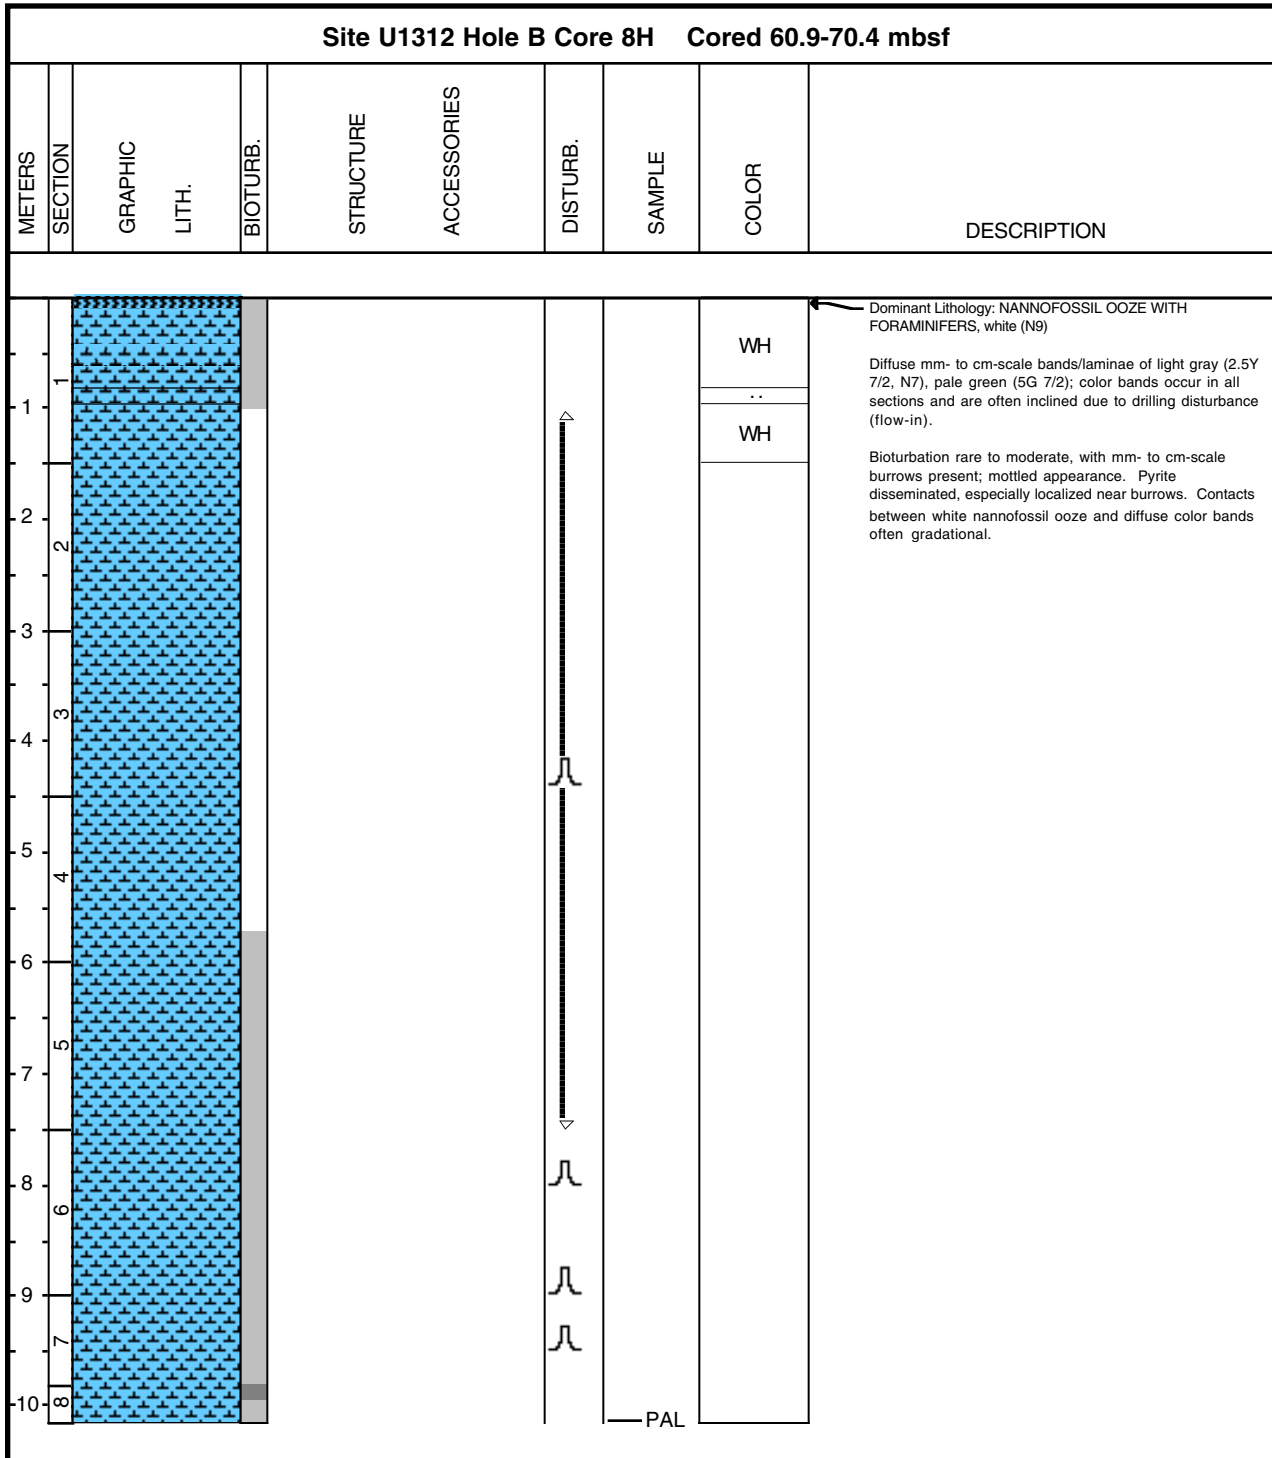 Site U1312 Hole B Core 8H    Cored 60.9-70.4 mbsf
METERS
SECTION
GRAPHIC
LITH.
BIOTURB.
STRUCTURE
ACCESSORIES
DISTURB.
SAMPLE
COLOR
DESCRIPTION
Dominant Lithology: NANNOFOSSIL OOZE WITH
FORAMINIFERS, white (N9)
Diffuse mm- to cm-scale bands/laminae of light gray (2.5Y
7/2, N7), pale green (5G 7/2); color bands occur in all
sections and are often inclined due to drilling disturbance
(flow-in).
Bioturbation rare to moderate, with mm- to cm-scale
burrows present; mottled appearance. Pyrite
disseminated, especially localized near burrows. Contacts
between white nannofossil ooze and diffuse color bands
often gradational.
WH
..
WH
1
2
3
4
5
6
7
8
9
10
1
2
3
4
5
6
7
8
PAL